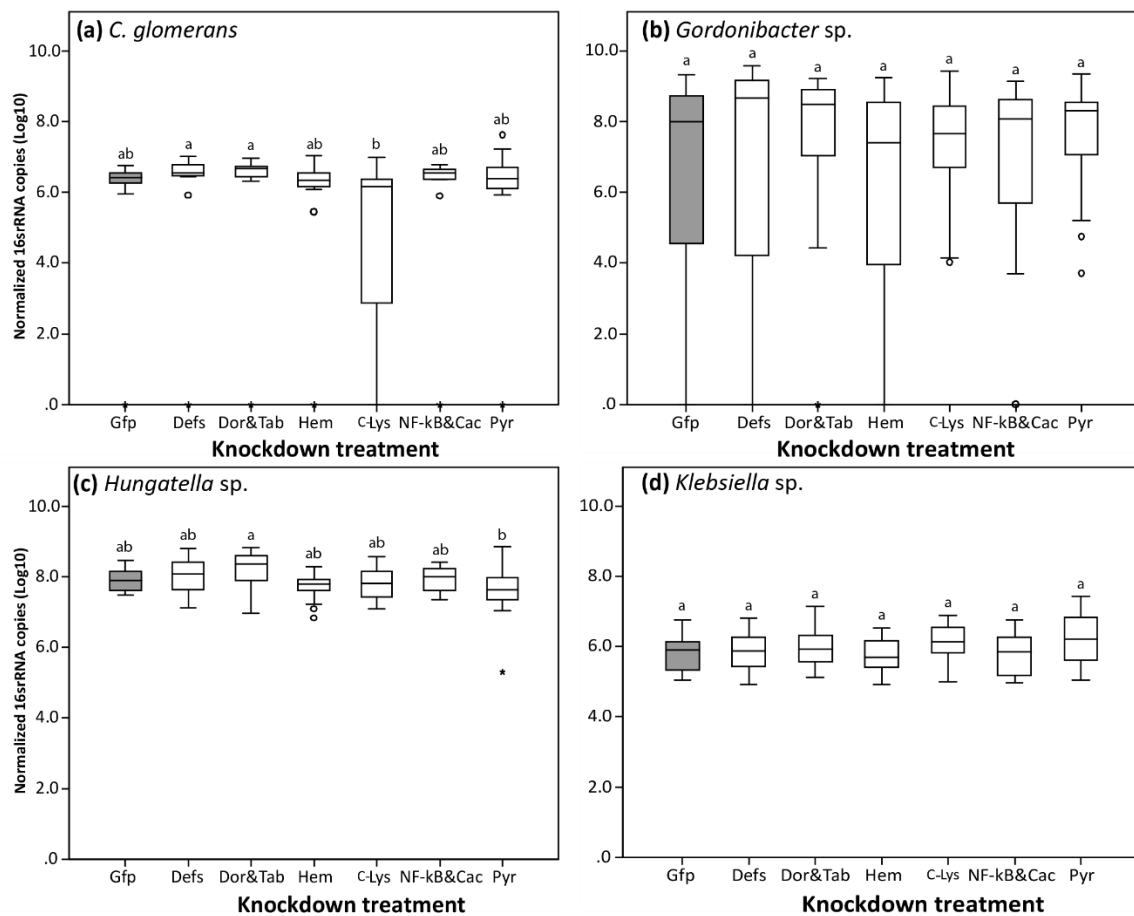 (a) C. glomerans
Normalized 16srRNA copies (Log10)
10.0
8.0
6.0
4.0
2.0
.0
ab a a ab b ab ab
Gfp Defs Dor&Tab Hem C-Lys NF-kB&Cac Pyr
Knockdown treatment
(b) Gordonibacter sp.
10.0
8.0
6.0
4.0
2.0
.0
a a a a a a a
Gfp Defs Dor&Tab Hem C-Lys NF-kB&Cac Pyr
Knockdown treatment
(c) Hungatella sp.
Normalized 16srRNA copies (Log10)
10.0
8.0
6.0
4.0
2.0
.0
ab ab a ab ab ab b
Gfp Defs Dor&Tab Hem C-Lys NF-kB&Cac Pyr
Knockdown treatment
(d) Klebsiella sp.
10.0
8.0
6.0
4.0
2.0
.0
a a a a a a a
Gfp Defs Dor&Tab Hem C-Lys NF-kB&Cac Pyr
Knockdown treatment